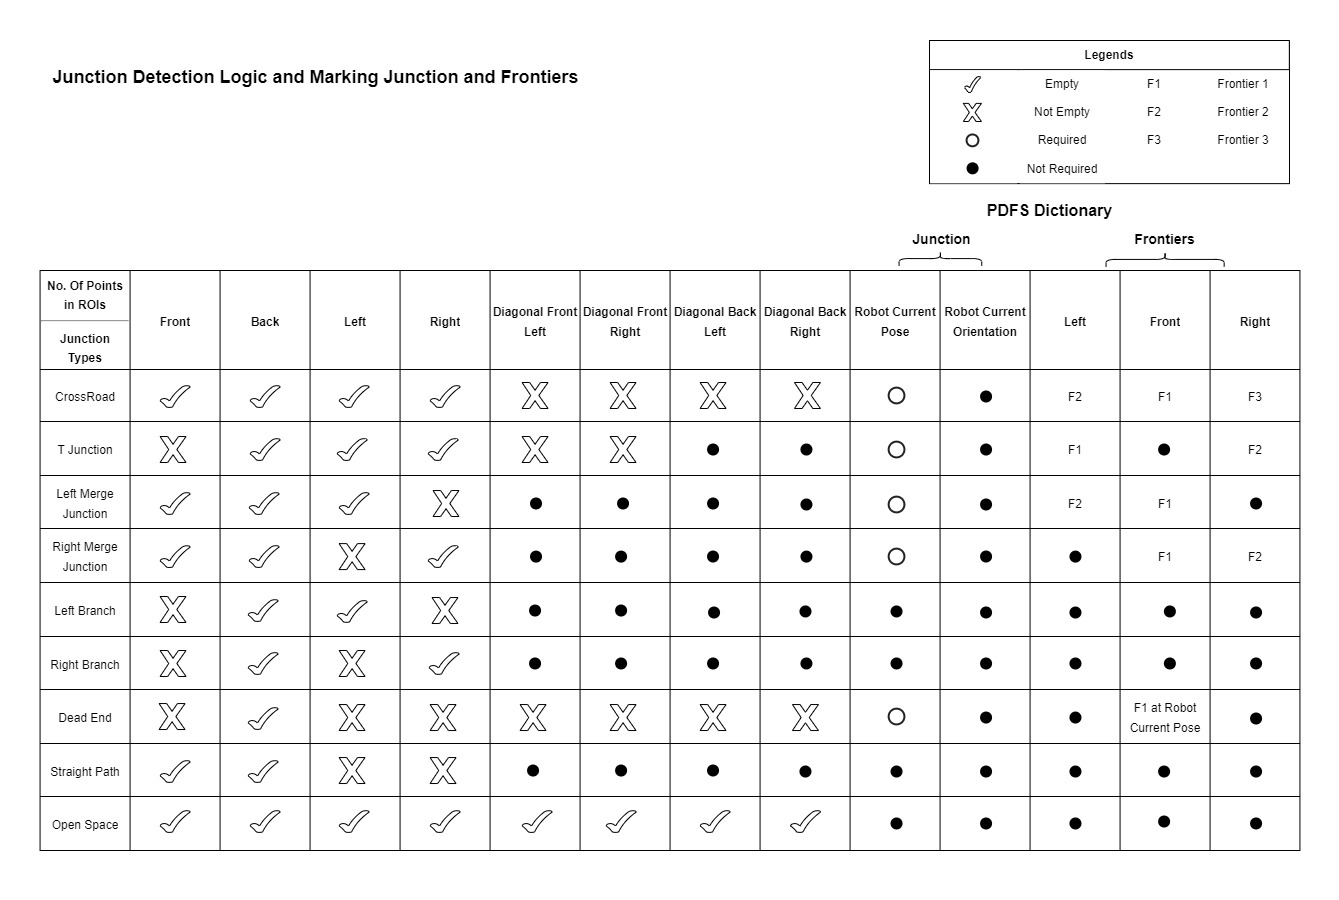 Junction Detection Logic and Marking Junction and Frontiers
Legends
Empty F1 Frontier 1
Not Empty F2 Frontier 2
Required F3 Frontier 3
Not Required
PDFS Dictionary
Junction Frontiers
No. Of Points
in ROIs
Junction
Types
Front
Back
Left
Right
Diagonal Front
Left
Diagonal Front
Right
Diagonal Back
Left
Diagonal Back
Right
Robot Current
Pose
Robot Current
Orientation
Left
Front
Right
CrossRoad F2 F1 F3
T Junction F1 F2
Left Merge
Junction
F2 F1
Right Merge
Junction
F1 F2
Left Branch
Right Branch
Dead End
F1 at Robot
Current Pose
Straight Path
Open Space